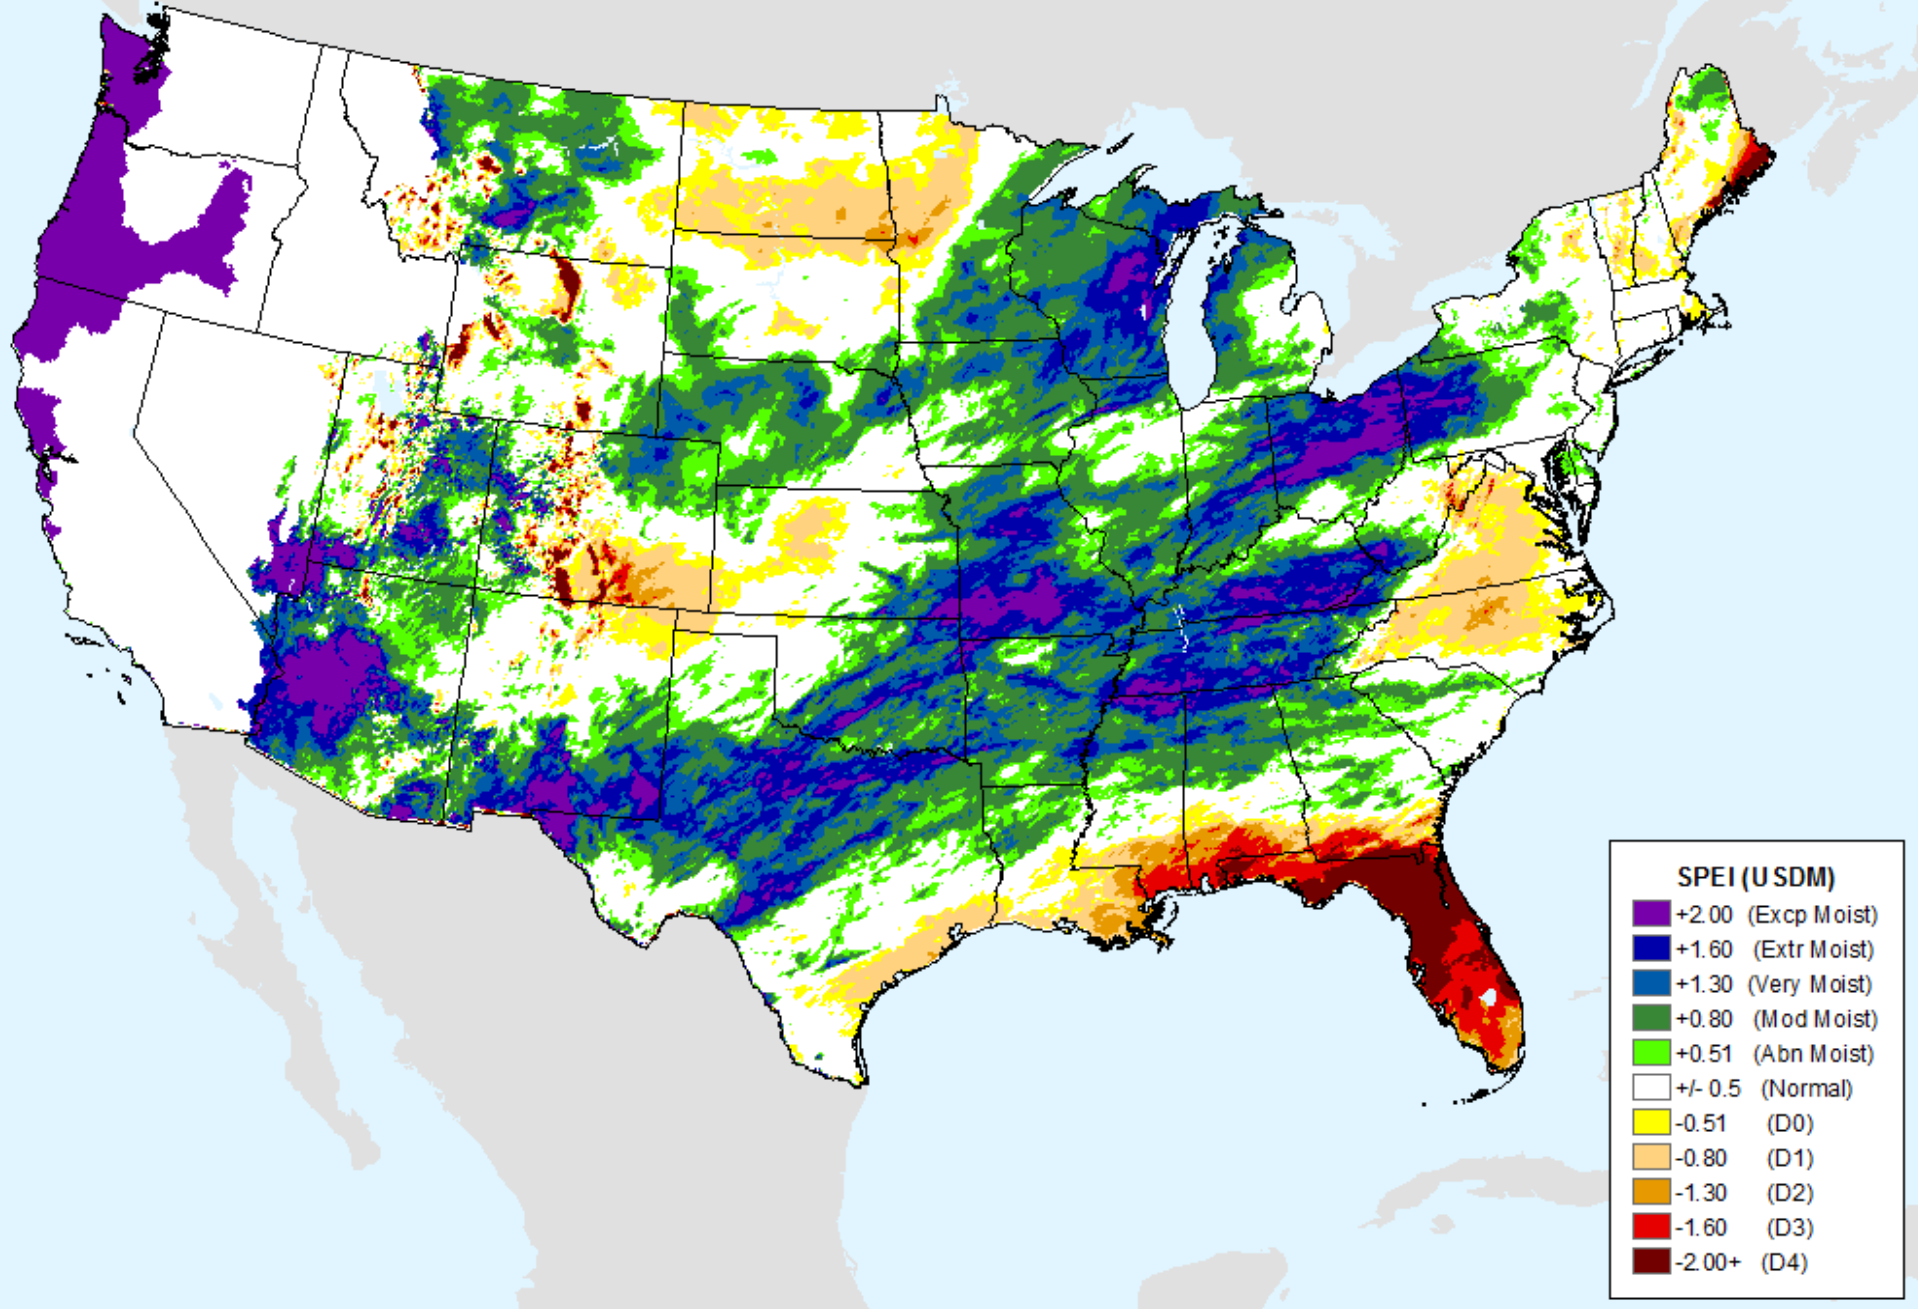 SPEI (USDM)
+2.00 (Excp Moist)
+1.60 (Extr Moist)
+1.30 (Very Moist)
+0.80 (Mod Moist)
+0.51 (Abn Moist)
+/- 0.5 (Normal)
-0.51 (D0)
-0.80 (D1)
-1.30 (D2)
-1.60 (D3)
-2.00+ (D4)